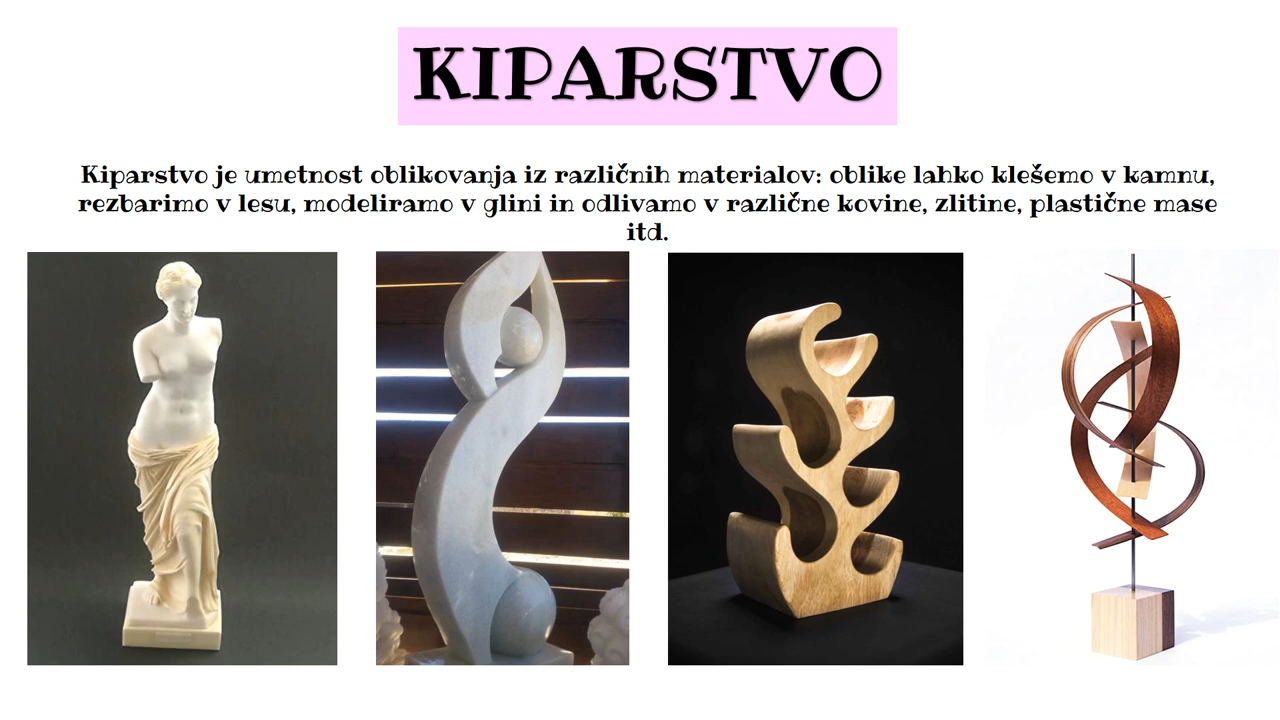 KIPARSTVO
Kiparstvo je umetnost oblikovanja iz različnih materialov: oblike lahko klešemo v kamnu,
rezbarimo v lesu, modeliramo v glini in odlivamo v različne kovine, zlitine, plastične mase
itd.